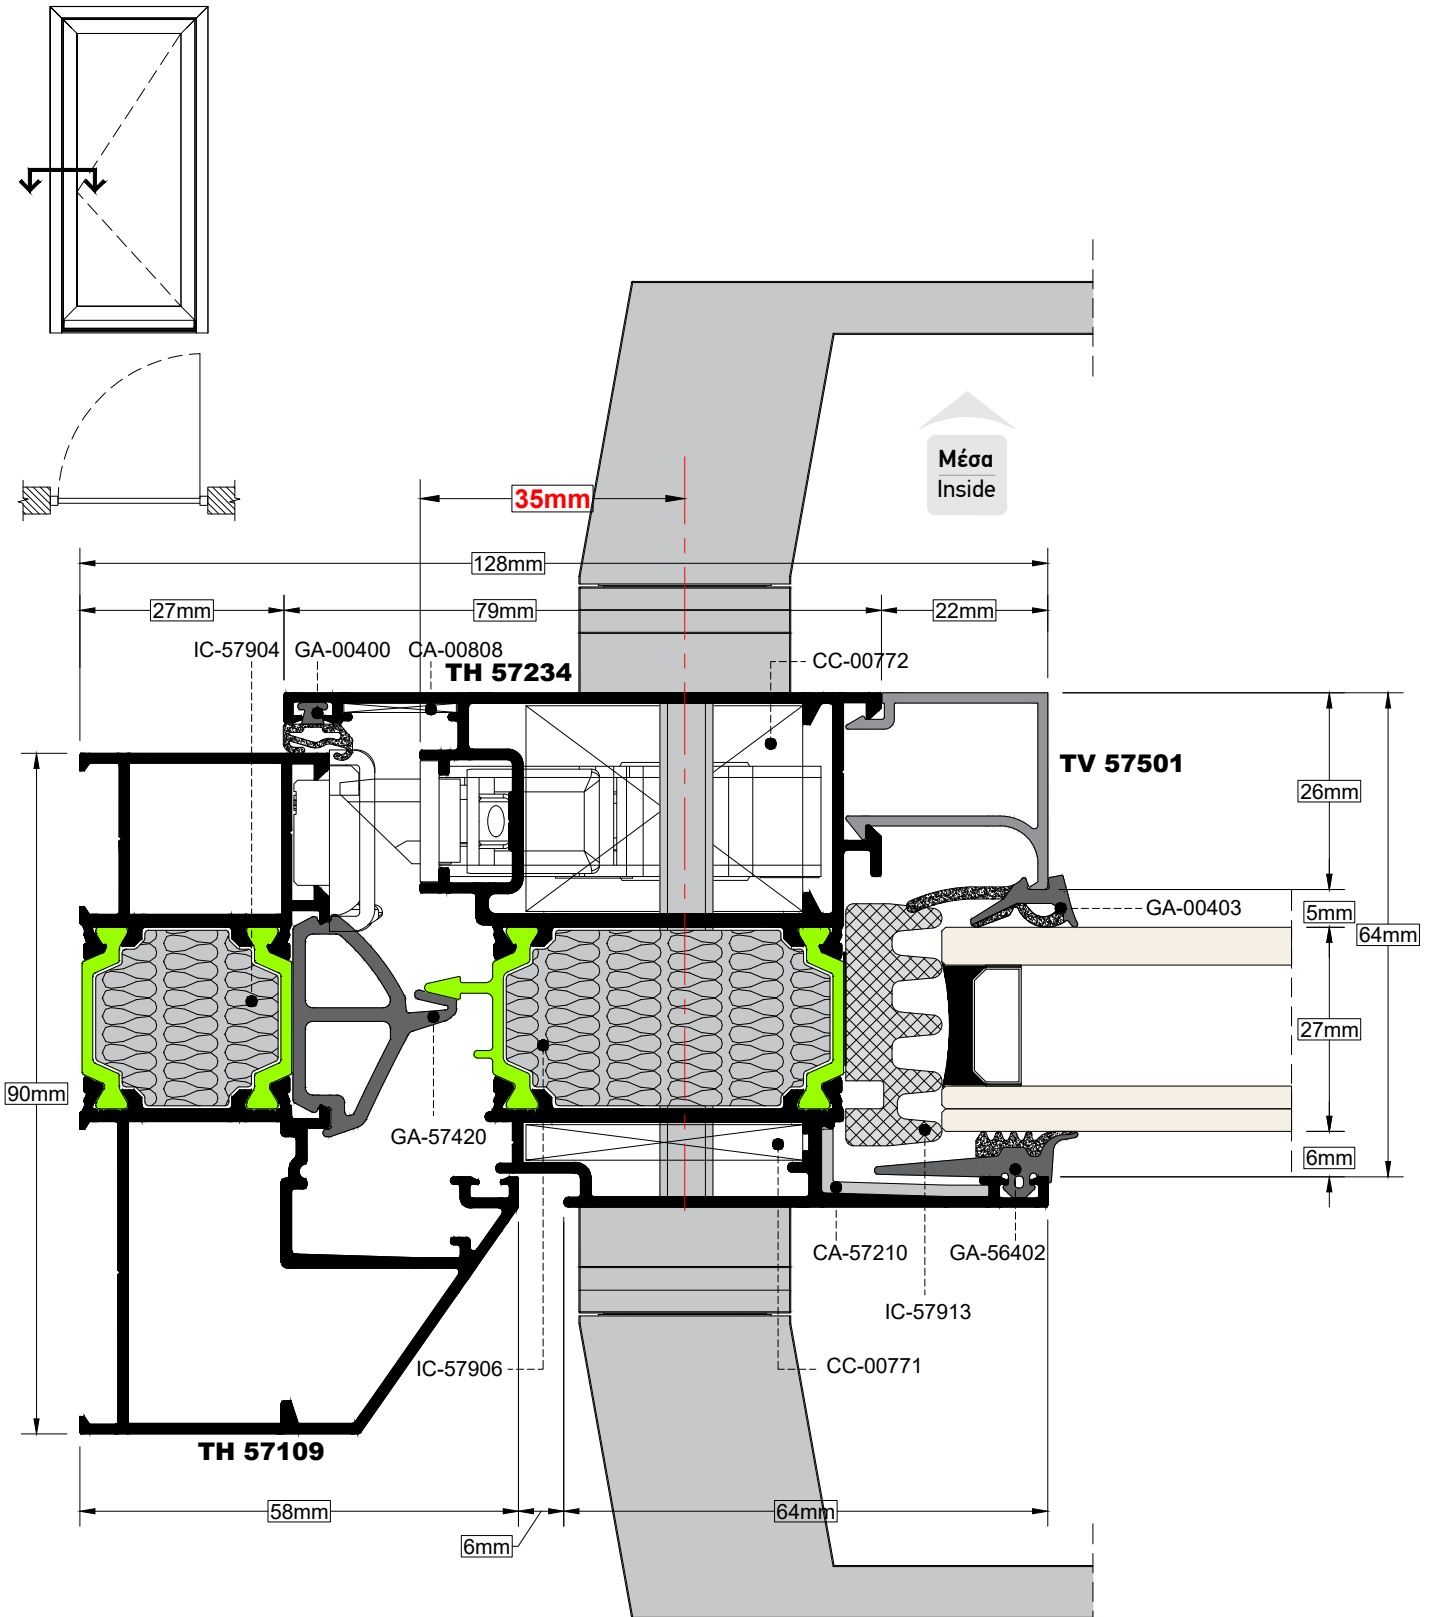 Μέσα
Inside
35mm
128mm
27mm
79mm
22mm
IC-57904
GA-00400
CA-00808
TH 57234
CC-00772
TV 57501
26mm
GA-00403
5mm
64mm
27mm
90mm
GA-57420
6mm
CA-57210
GA-56402
IC-57913
IC-57906
CC-00771
TH 57109
58mm
64mm
6mm